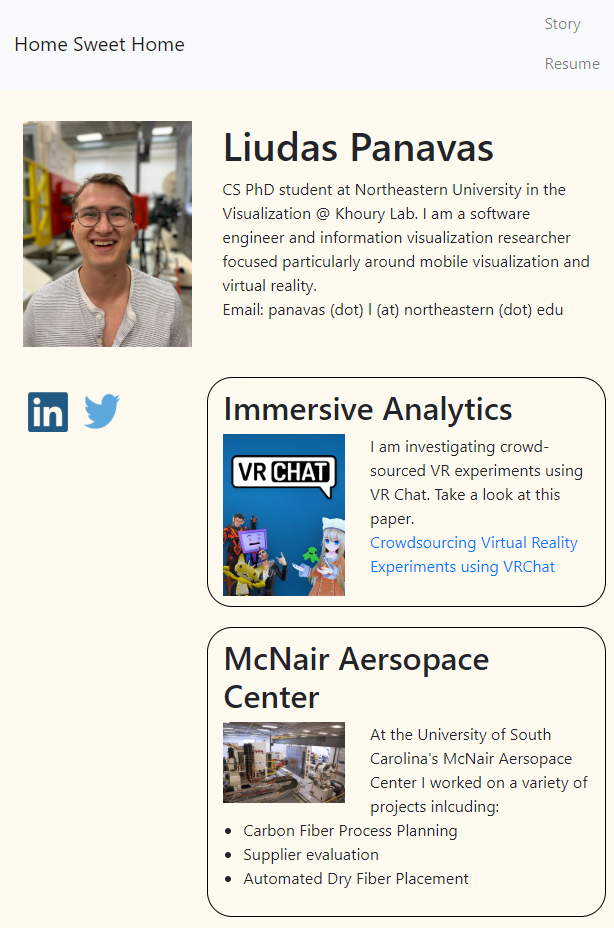 Home Sweet Home
Story
Resume
Liudas Panavas
CS PhD student at Northeastern University in the
Visualization @ Khoury Lab. I am a software
engineer and information visualization researcher
focused particularly around mobile visualization and
virtual reality.
Email: panavas (dot) l (at) northeastern (dot) edu
in
Immersive Analytics
VR CHAT
I am investigating crowd-
sourced VR experiments using
VR Chat. Take a look at this
paper.
Crowdsourcing Virtual Reality
Experiments using VRChat
McNair Aersopace
Center
At the University of South
Carolina's McNair Aersopace
Center I worked on a variety of
projects inlcuding:
• Carbon Fiber Process Planning
• Supplier evaluation
• Automated Dry Fiber Placement